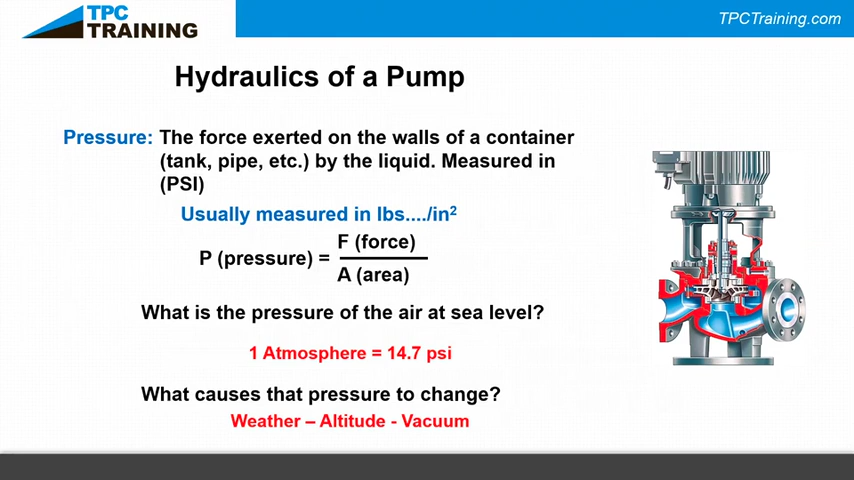 TPC
TRAINING
TPCTraining.com
Hydraulics of a Pump
Pressure: The force exerted on the walls of a container
(tank, pipe, etc.) by the liquid. Measured in
(PSI)
Usually measured in lbs..../in²
F (force)
P (pressure) =
A (area)
What is the pressure of the air at sea level?
1 Atmosphere = 14.7 psi
What causes that pressure to change?
Weather – Altitude - Vacuum